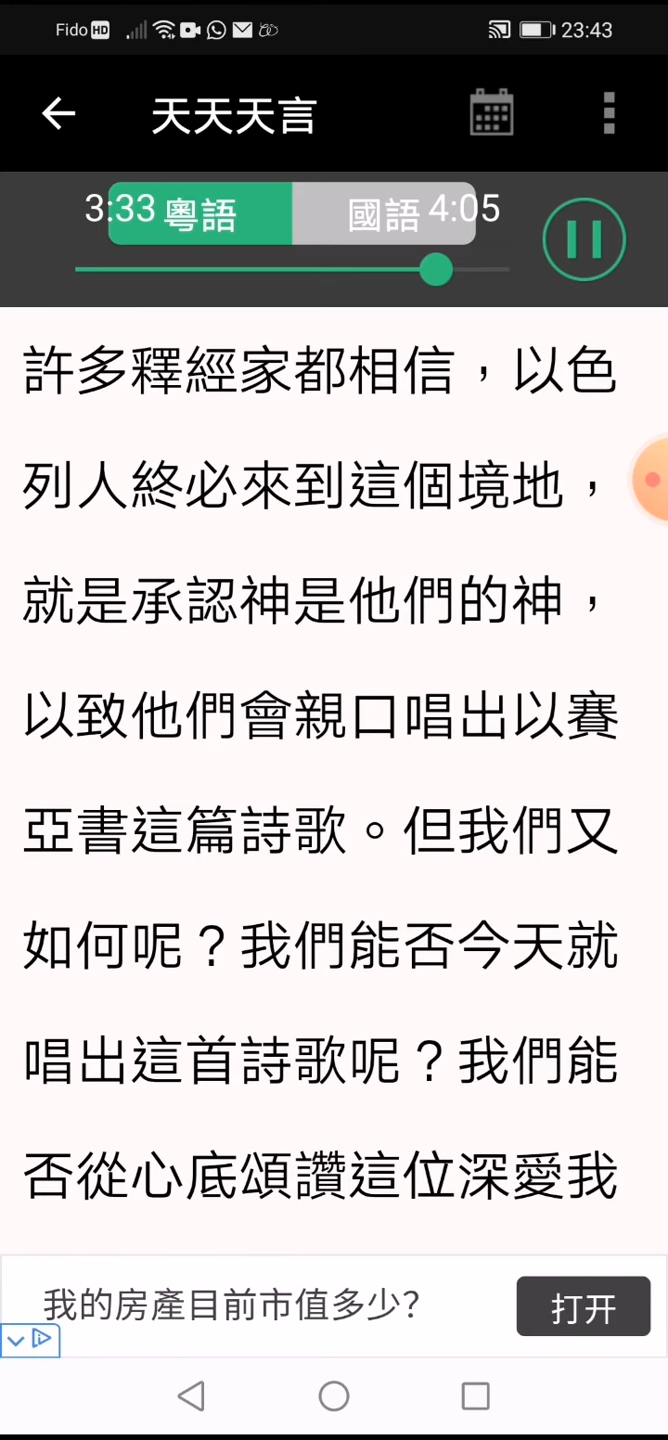 Fido HD 23:43
天天天言
3:33 粵語 國語 4:05
許多釋經家都相信，以色
列人終必來到這個境地，
就是承認神是他們的神，
以致他們會親口唱出以賽
亞書這篇詩歌。但我們又
如何呢？我們能否今天就
唱出這首詩歌呢？我們能
否從心底頌讚這位深愛我
我的房產目前市值多少？
打开